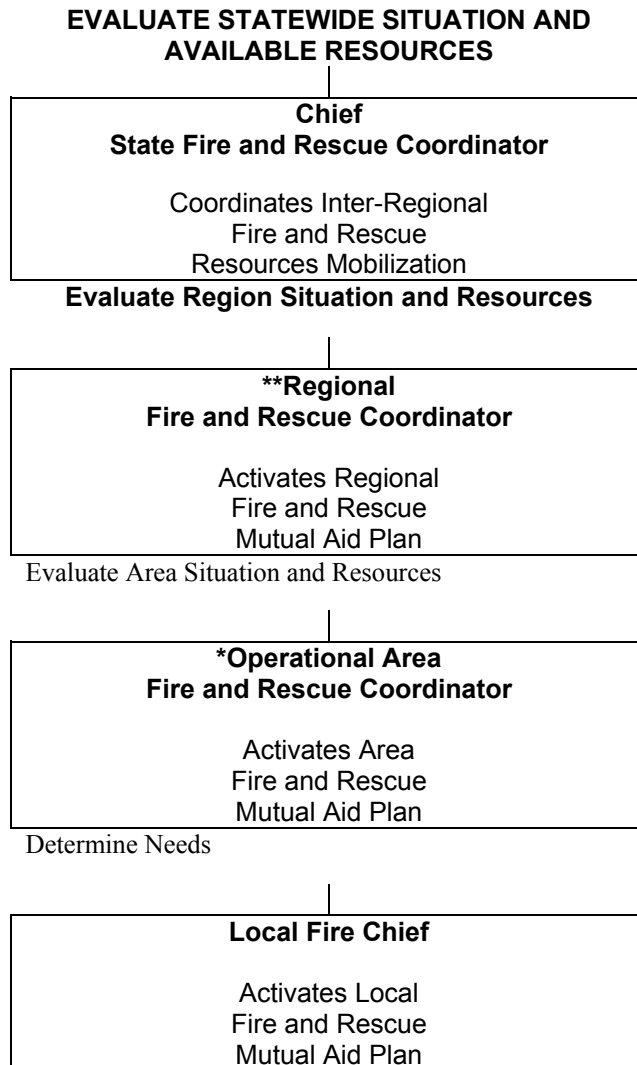 EVALUATE STATEWIDE SITUATION AND
AVAILABLE RESOURCES
Chief
State Fire and Rescue Coordinator
Coordinates Inter-Regional
Fire and Rescue
Resources Mobilization
Evaluate Region Situation and Resources
**Regional
Fire and Rescue Coordinator
Activates Regional
Fire and Rescue
Mutual Aid Plan
Evaluate Area Situation and Resources
*Operational Area
Fire and Rescue Coordinator
Activates Area
Fire and Rescue
Mutual Aid Plan
Determine Needs
Local Fire Chief
Activates Local
Fire and Rescue
Mutual Aid Plan